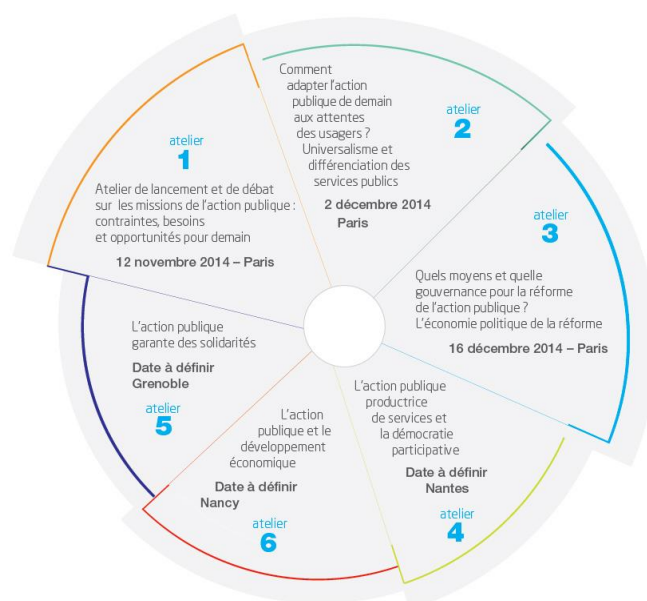 atelier
1
Atelier de lancement et de débat
sur les missions de l'action publique :
contraintes, besoins
et opportunités pour demain
12 novembre 2014 – Paris
Comment
adapter l'action
publique de demain
aux attentes
des usagers ?
Universalisme et
différenciation des
services publics
2 décembre 2014
Paris
atelier
2
atelier
3
Quels moyens et quelle
gouvernance pour la réforme
de l'action publique ?
L'économie politique de la réforme
16 décembre 2014 – Paris
L'action publique
productrice
de services et
la démocratie
participative
Date à définir
Nantes
atelier
4
L'action publique
garante des solidarités
Date à définir
Grenoble
atelier
5
L'action
publique et le
développement
économique
Date à définir
Nancy
atelier
6